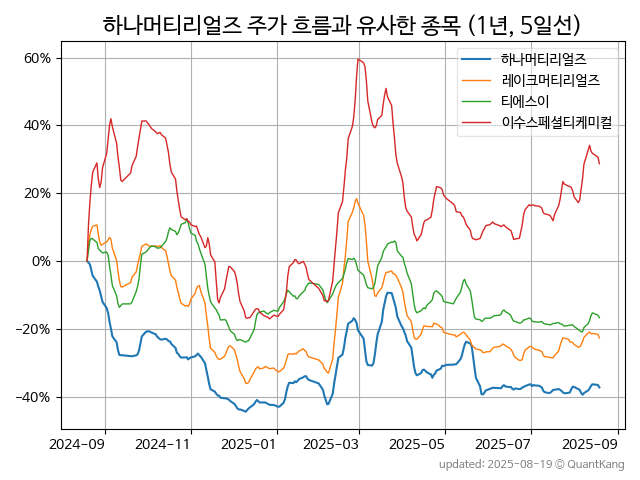 하나머티리얼즈 주가 흐름과 유사한 종목 (1년, 5일선)
하나머티리얼즈
레이크머티리얼즈
티에스이
이수스페셜티케미컬
60%
40%
20%
0%
−20%
−40%
2024-09
2024-11
2025-01
2025-03
2025-05
2025-07
2025-09
updated: 2025-08-19 © QuantKang